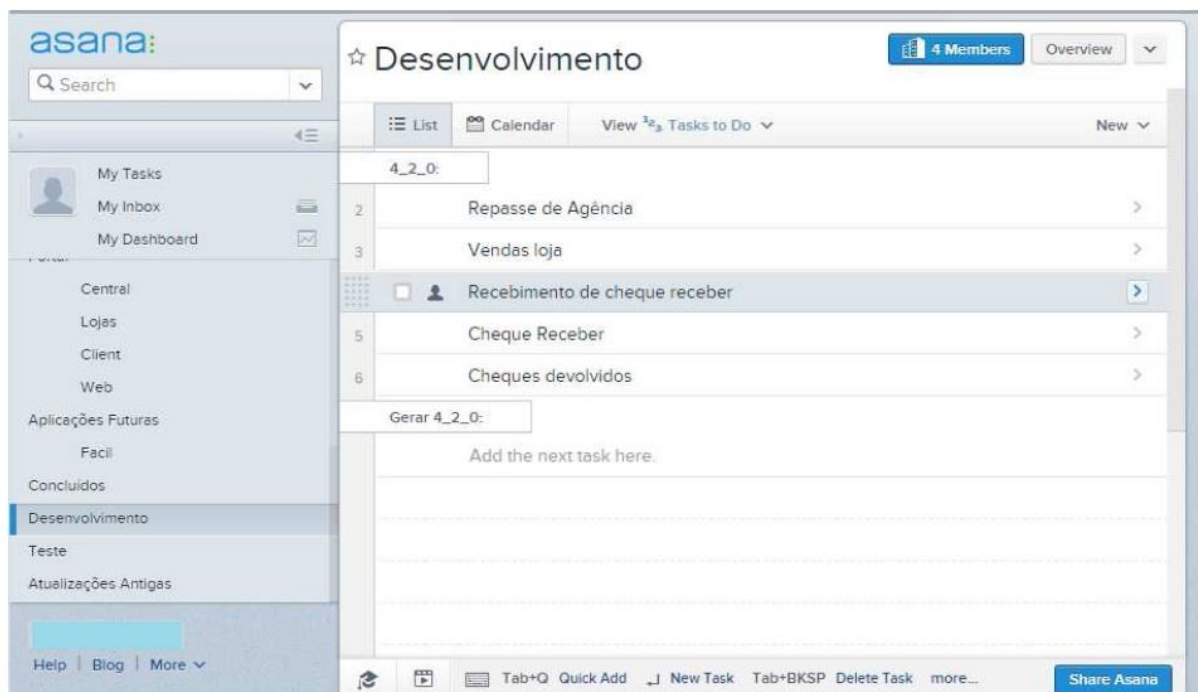 asana
Search
My Tasks
My Inbox
My Dashboard
Portal
Central
Lojas
Client
Web
Aplicações Futuras
Facil
Concluidos
Desenvolvimento
Teste
Atualizações Antigas
Help Blog More
Desenvolvimento
4 Members Overview
List Calendar View Tasks to Do New
4_2_0:
2 Repasse de Agência
3 Vendas loja
Recebimento de cheque receber
5 Cheque Receber
6 Cheques devolvidos
Gerar 4_2_0:
Add the next task here.
Tab+Q Quick Add New Task Tab+BKSP Delete Task more... Share Asana